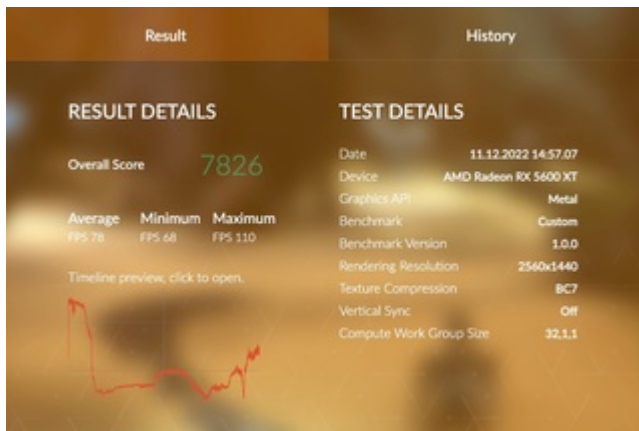 Result
History
RESULT DETAILS
Overall Score 7826
Average Minimum Maximum
FPS 78 FPS 68 FPS 110
Timeline preview, click to open.
TEST DETAILS
Date 11.12.2022 14:57.07
Device AMD Radeon RX 5600 XT
Graphics API Metal
Benchmark Custom
Benchmark Version 1.0.0
Rendering Resolution 2560x1440
Texture Compression BC7
Vertical Sync Off
Compute Work Group Size 32,1,1